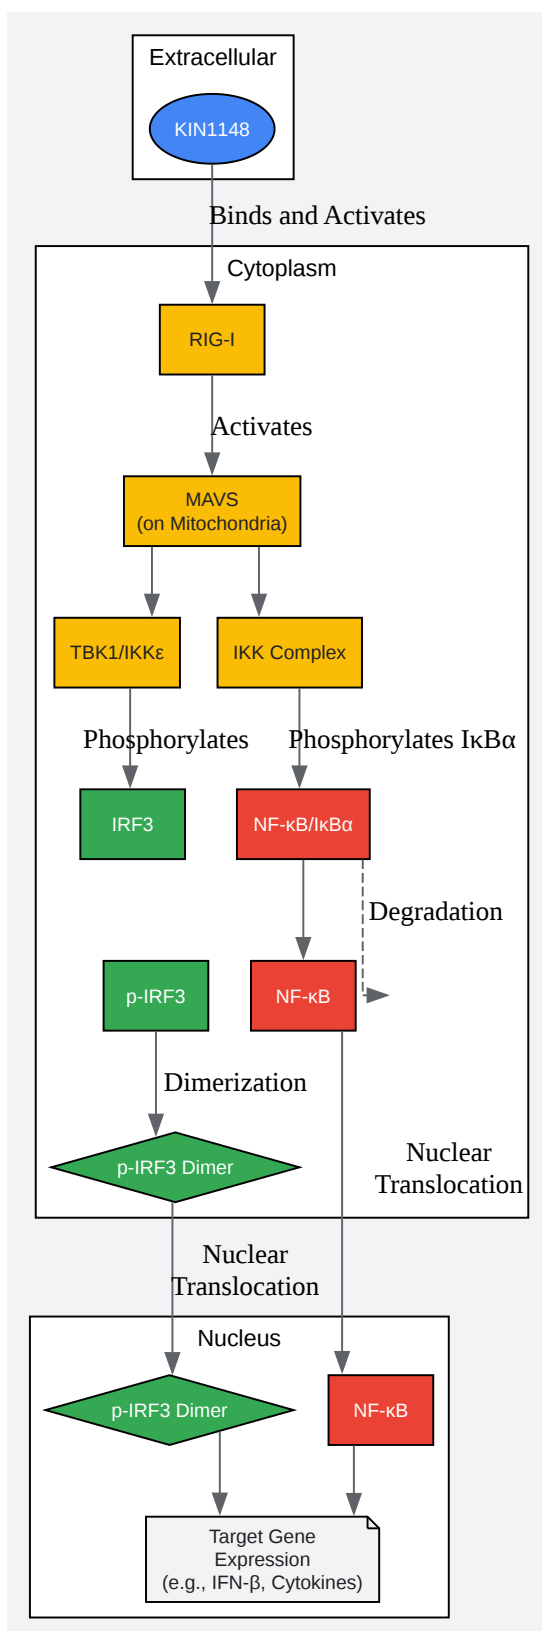 Extracellular
KIN1148
Binds and Activates
Cytoplasm
RIG-I
Activates
MAVS
(on Mitochondria)
TBK1/IKKε
IKK Complex
Phosphorylates
Phosphorylates IκBα
IRF3
NF-κB/IκBα
Degradation
p-IRF3
NF-κB
Dimerization
p-IRF3 Dimer
Nuclear
Translocation
Nuclear
Translocation
Nucleus
p-IRF3 Dimer
NF-κB
Target Gene
Expression
(e.g., IFN-β, Cytokines)